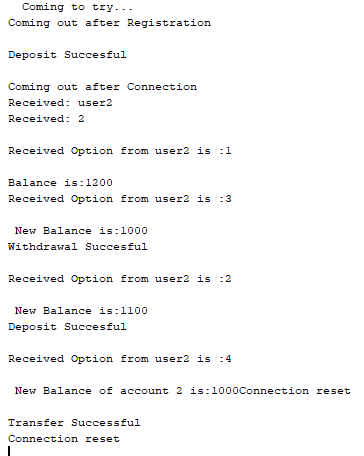 Coming to try...
Coming out after Registration
Deposit Succesful
Coming out after Connection
Received: user2
Received: 2
Received Option from user2 is :1
Balance is:1200
Received Option from user2 is :3
New Balance is:1000
Withdrawal Succesful
Received Option from user2 is :2
New Balance is:1100
Deposit Succesful
Received Option from user2 is :4
New Balance of account 2 is:1000Connection reset
Transfer Successful
Connection reset